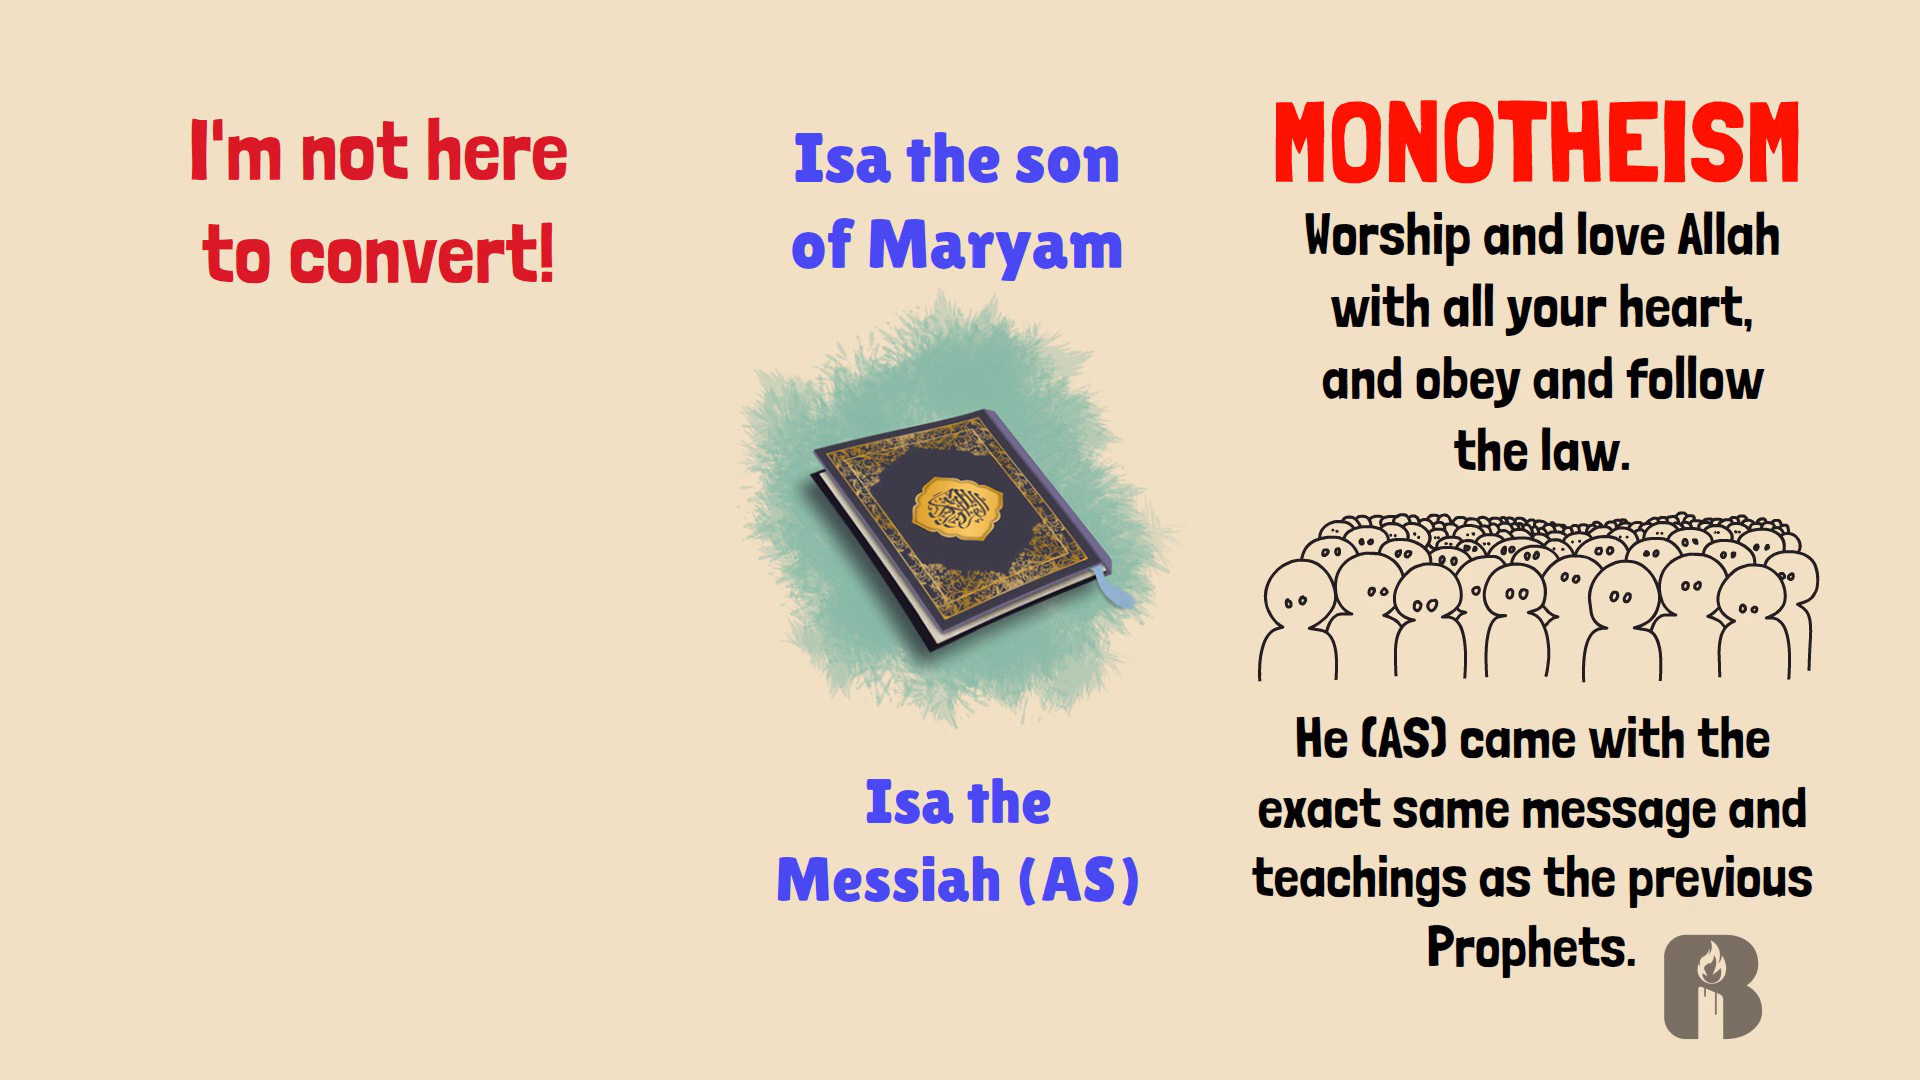 I'm not here
to convert!
Isa the son
of Maryam
Isa the
Messiah (AS)
MONOTHEISM
Worship and love Allah
with all your heart,
and obey and follow
the law.
He (AS) came with the
exact same message and
teachings as the previous
Prophets.
B